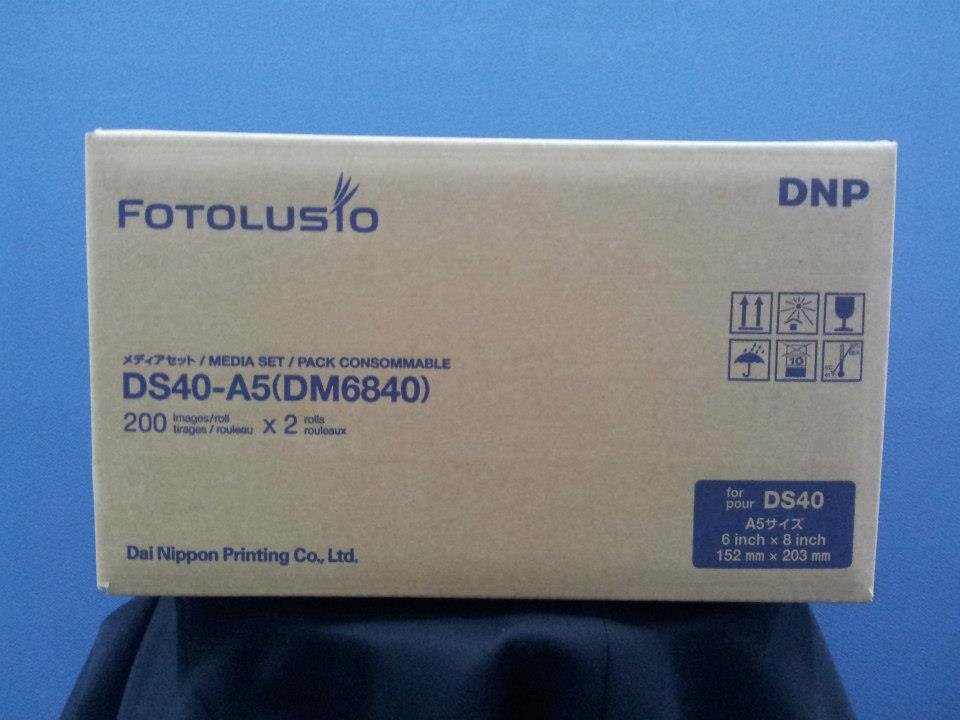 FOTOLUSIO
DNP
メディアセット / MEDIA SET / PACK CONSOMMABLE
DS40-A5(DM6840)
200 images/roll x 2 rolls
tirages / rouleau rouleaux
10
for pour DS40
A5サイズ
6 inch × 8 inch
152 mm × 203 mm
Dai Nippon Printing Co., Ltd.